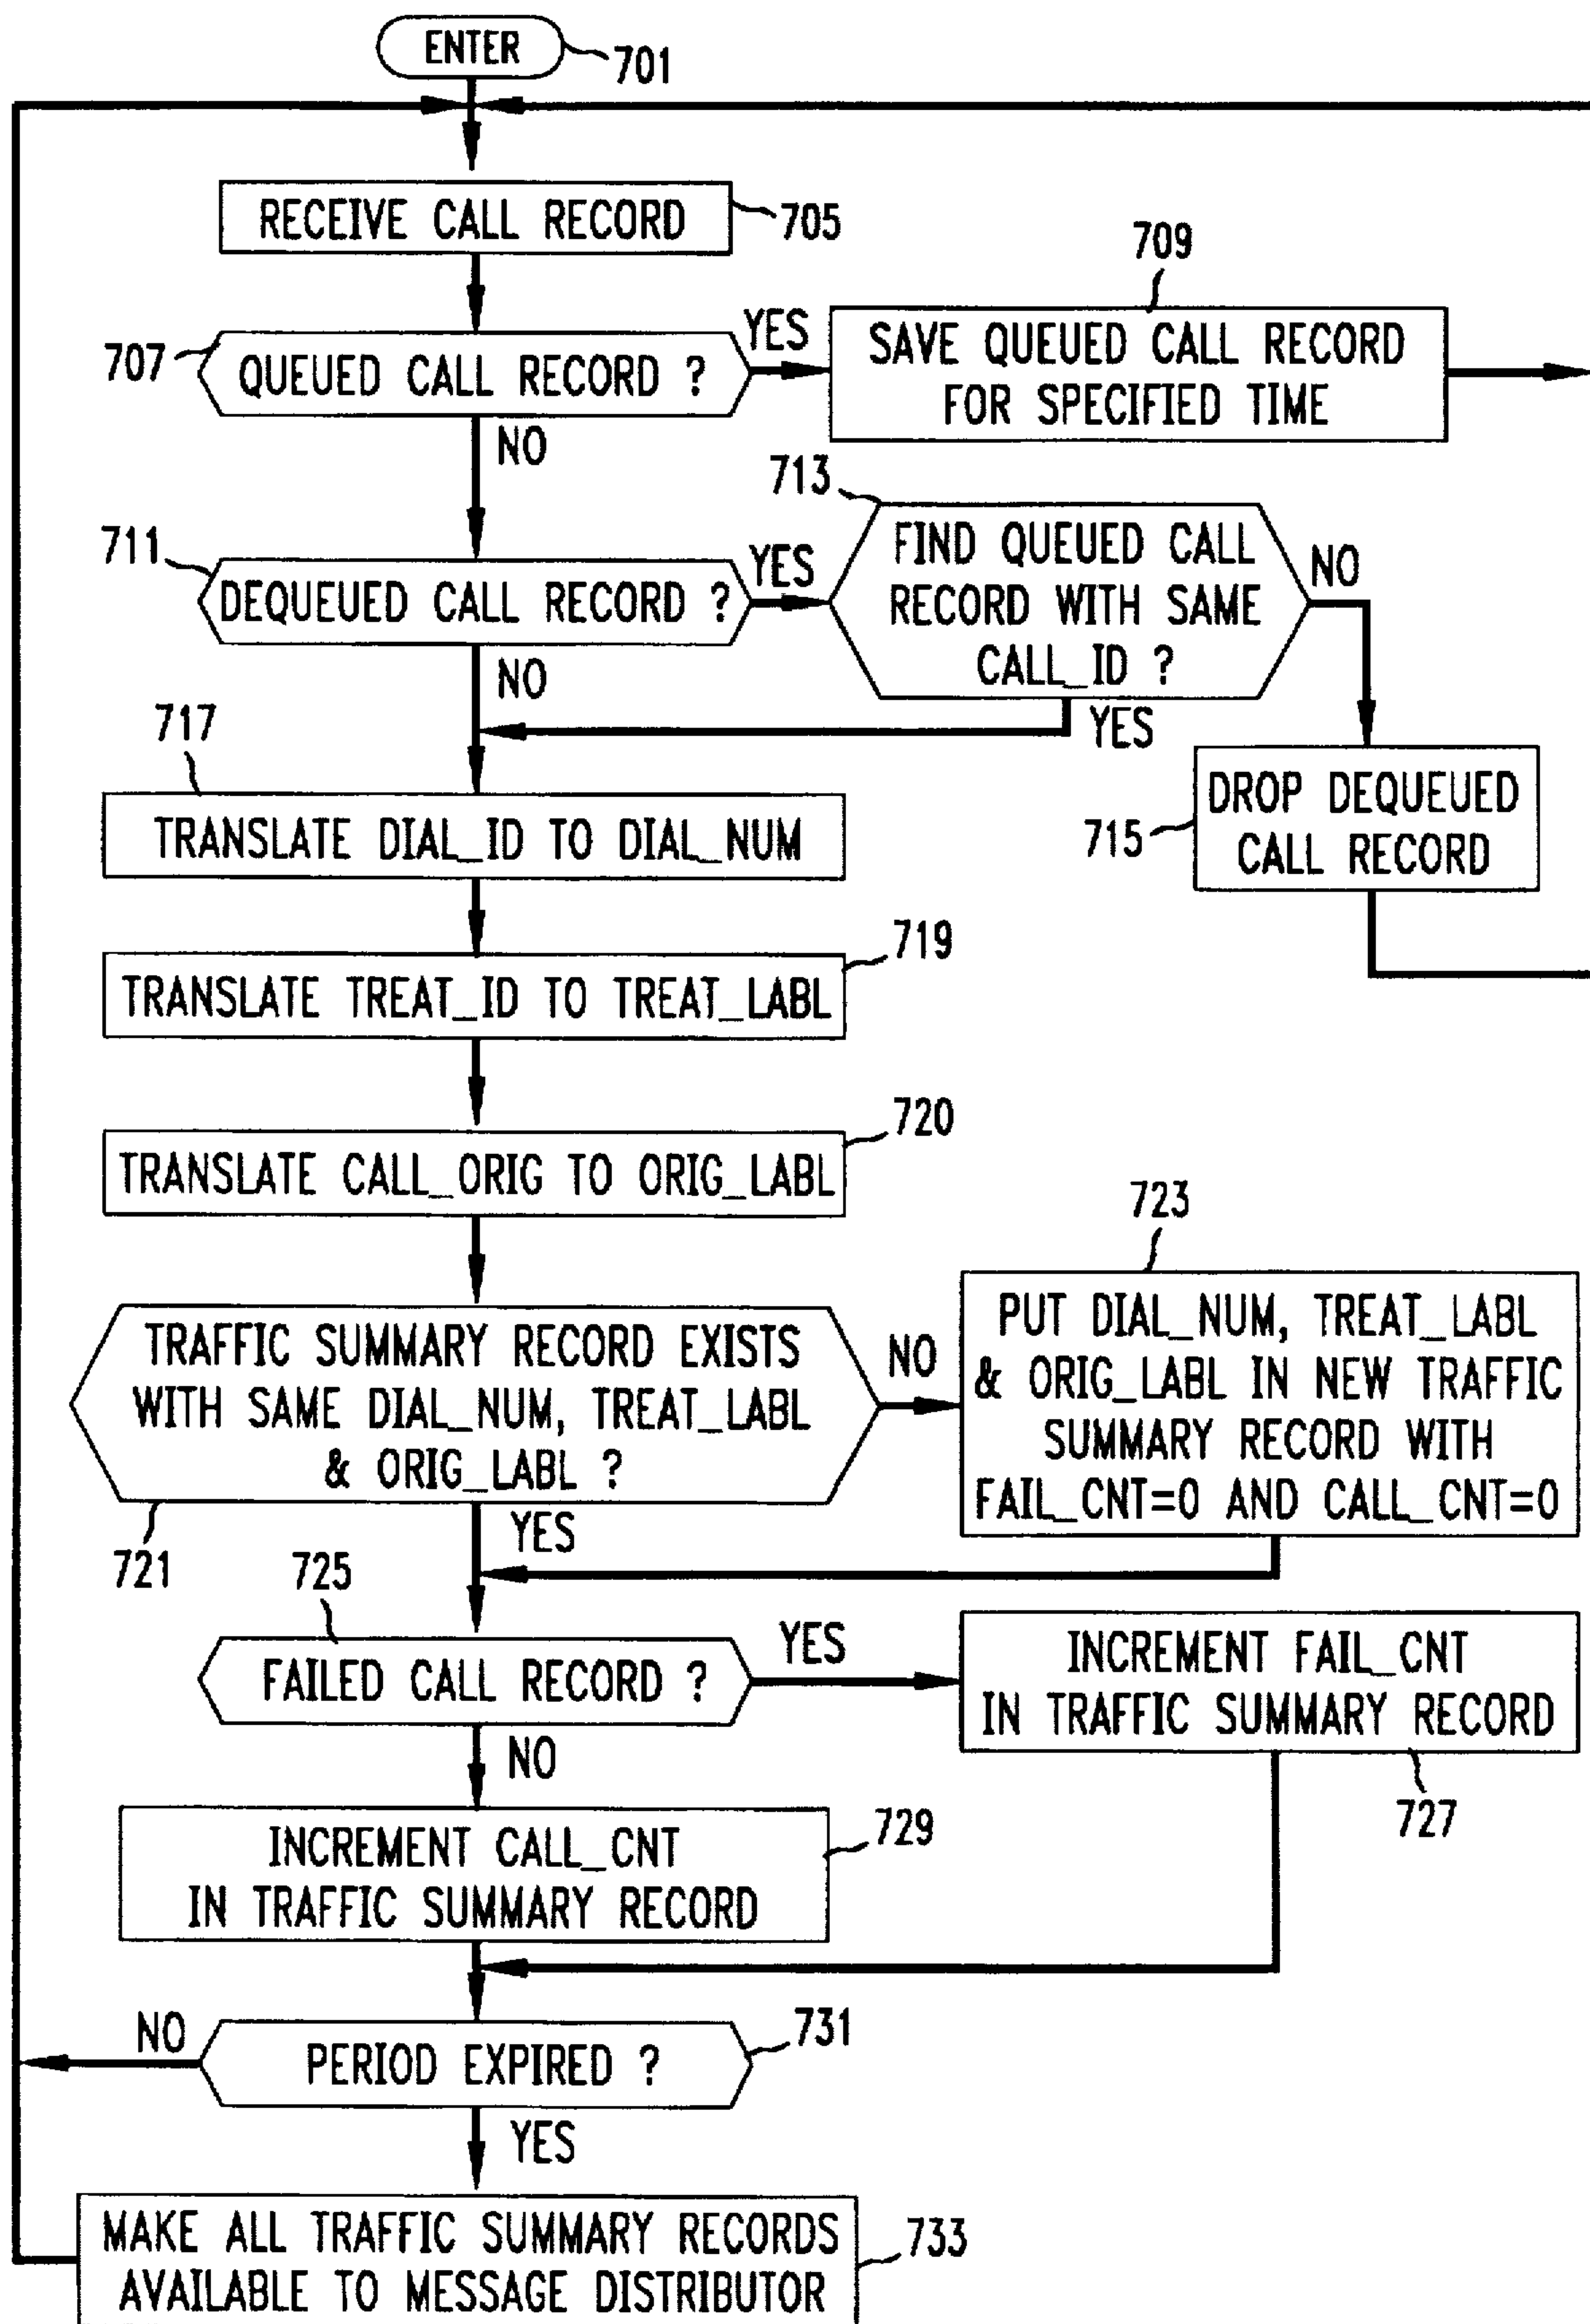 ENTER
701
RECEIVE CALL RECORD
705
709
707
QUEUED CALL RECORD ?
YES
SAVE QUEUED CALL RECORD
FOR SPECIFIED TIME
NO
713
711
DEQUEUED CALL RECORD ?
YES
FIND QUEUED CALL
RECORD WITH SAME
CALL_ID ?
NO
NO
YES
717
TRANSLATE DIAL_ID TO DIAL_NUM
715
DROP DEQUEUED
CALL RECORD
719
TRANSLATE TREAT_ID TO TREAT_LABL
720
TRANSLATE CALL_ORIG TO ORIG_LABL
723
TRAFFIC SUMMARY RECORD EXISTS
WITH SAME DIAL_NUM, TREAT_LABL
& ORIG_LABL ?
NO
PUT DIAL_NUM, TREAT_LABL
& ORIG_LABL IN NEW TRAFFIC
SUMMARY RECORD WITH
FAIL_CNT=0 AND CALL_CNT=0
721
YES
725
FAILED CALL RECORD ?
YES
INCREMENT FAIL_CNT
IN TRAFFIC SUMMARY RECORD
727
NO
INCREMENT CALL_CNT
IN TRAFFIC SUMMARY RECORD
729
NO
PERIOD EXPIRED ?
731
YES
MAKE ALL TRAFFIC SUMMARY RECORDS
AVAILABLE TO MESSAGE DISTRIBUTOR
733